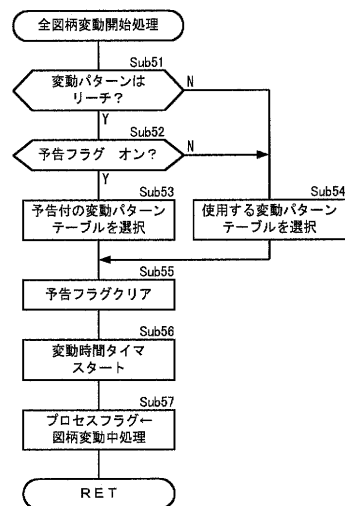 全図柄変動開始処理
Sub51
変動パターンは
リーチ？
N
Y
Sub52
予告フラグ オン？
N
Y
Sub53
予告付の変動パターン
テーブルを選択
Sub54
使用する変動パターン
テーブルを選択
Sub55
予告フラグクリア
Sub56
変動時間タイマ
スタート
Sub57
プロセスフラグ←
図柄変動中処理
RET